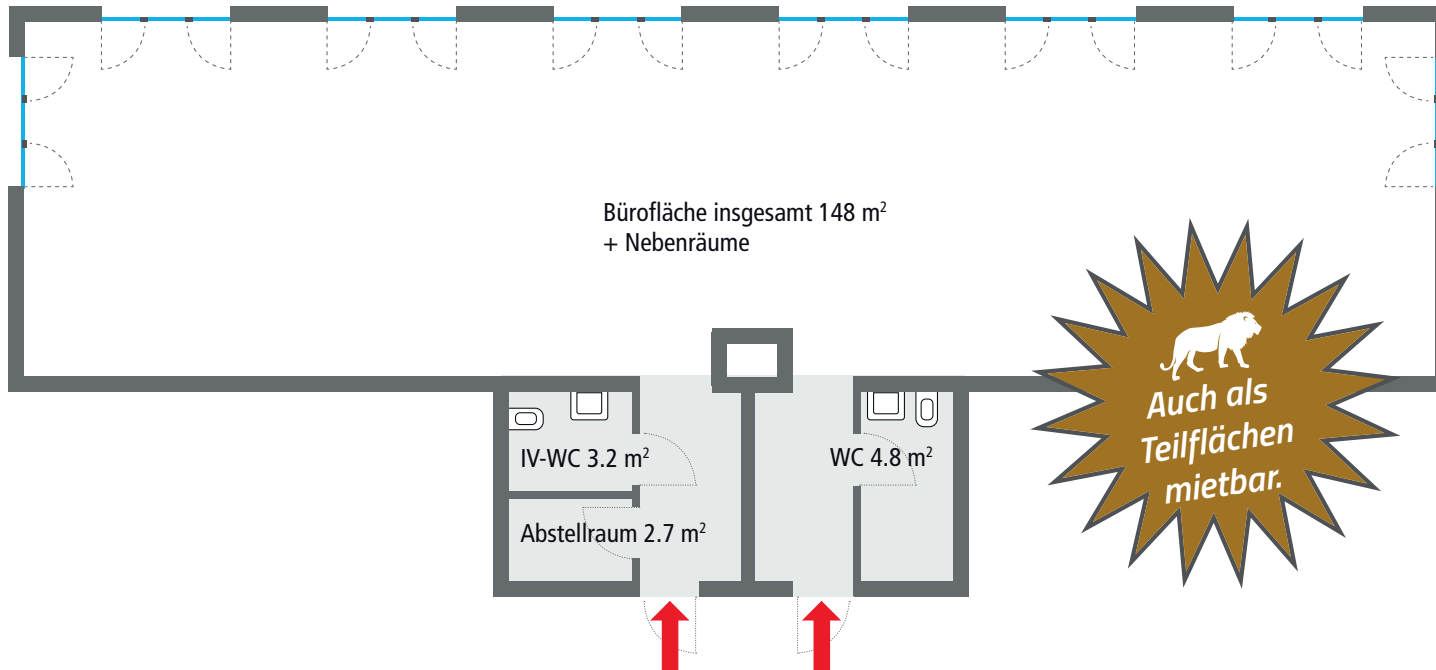 Bürofläche insgesamt 148 m²
+ Nebenräume
Auch als
Teilflächen
mietbar.
IV-WC 3.2 m²
WC 4.8 m²
Abstellraum 2.7 m²